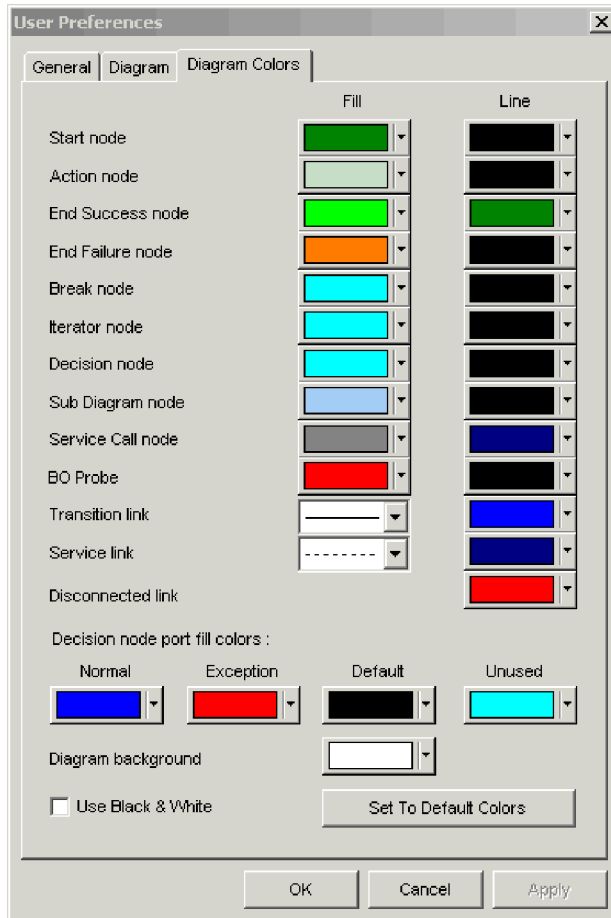 User Preferences
General Diagram Diagram Colors
Fill Line
Start node
Action node
End Success node
End Failure node
Break node
Iterator node
Decision node
Sub Diagram node
Service Call node
BO Probe
Transition link
Service link
Disconnected link
Decision node port fill colors :
Normal Exception Default Unused
Diagram background
Use Black & White Set To Default Colors
OK Cancel Apply